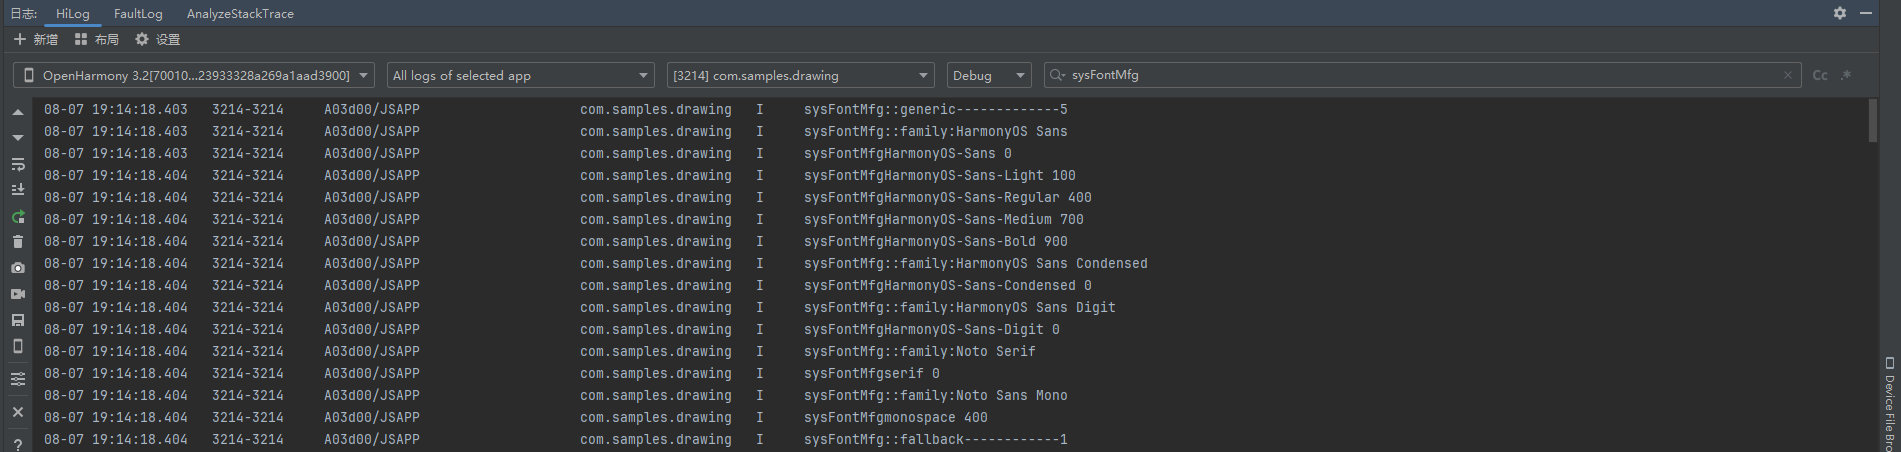 日志: HiLog FaultLog AnalyzeStackTrace
新增 布局 设置
OpenHarmony 3.2[70010...23933328a269a1aad3900] All logs of selected app [3214] com.samples.drawing Debug sysFontMfg Cc .*
08-07 19:14:18.403 3214-3214 A03d00/JSAPP com.samples.drawing I sysFontMfg::generic-------------5
08-07 19:14:18.403 3214-3214 A03d00/JSAPP com.samples.drawing I sysFontMfg::family:HarmonyOS Sans
08-07 19:14:18.403 3214-3214 A03d00/JSAPP com.samples.drawing I sysFontMfgHarmonyOS-Sans 0
08-07 19:14:18.404 3214-3214 A03d00/JSAPP com.samples.drawing I sysFontMfgHarmonyOS-Sans-Light 100
08-07 19:14:18.404 3214-3214 A03d00/JSAPP com.samples.drawing I sysFontMfgHarmonyOS-Sans-Regular 400
08-07 19:14:18.404 3214-3214 A03d00/JSAPP com.samples.drawing I sysFontMfgHarmonyOS-Sans-Medium 700
08-07 19:14:18.404 3214-3214 A03d00/JSAPP com.samples.drawing I sysFontMfgHarmonyOS-Sans-Bold 900
08-07 19:14:18.404 3214-3214 A03d00/JSAPP com.samples.drawing I sysFontMfg::family:HarmonyOS Sans Condensed
08-07 19:14:18.404 3214-3214 A03d00/JSAPP com.samples.drawing I sysFontMfgHarmonyOS-Sans-Condensed 0
08-07 19:14:18.404 3214-3214 A03d00/JSAPP com.samples.drawing I sysFontMfg::family:HarmonyOS Sans Digit
08-07 19:14:18.404 3214-3214 A03d00/JSAPP com.samples.drawing I sysFontMfgHarmonyOS-Sans-Digit 0
08-07 19:14:18.404 3214-3214 A03d00/JSAPP com.samples.drawing I sysFontMfg::family:Noto Serif
08-07 19:14:18.404 3214-3214 A03d00/JSAPP com.samples.drawing I sysFontMfgserif 0
08-07 19:14:18.404 3214-3214 A03d00/JSAPP com.samples.drawing I sysFontMfg::family:Noto Sans Mono
08-07 19:14:18.404 3214-3214 A03d00/JSAPP com.samples.drawing I sysFontMfgmonospace 400
08-07 19:14:18.404 3214-3214 A03d00/JSAPP com.samples.drawing I sysFontMfg::fallback------------1
Device File Bro